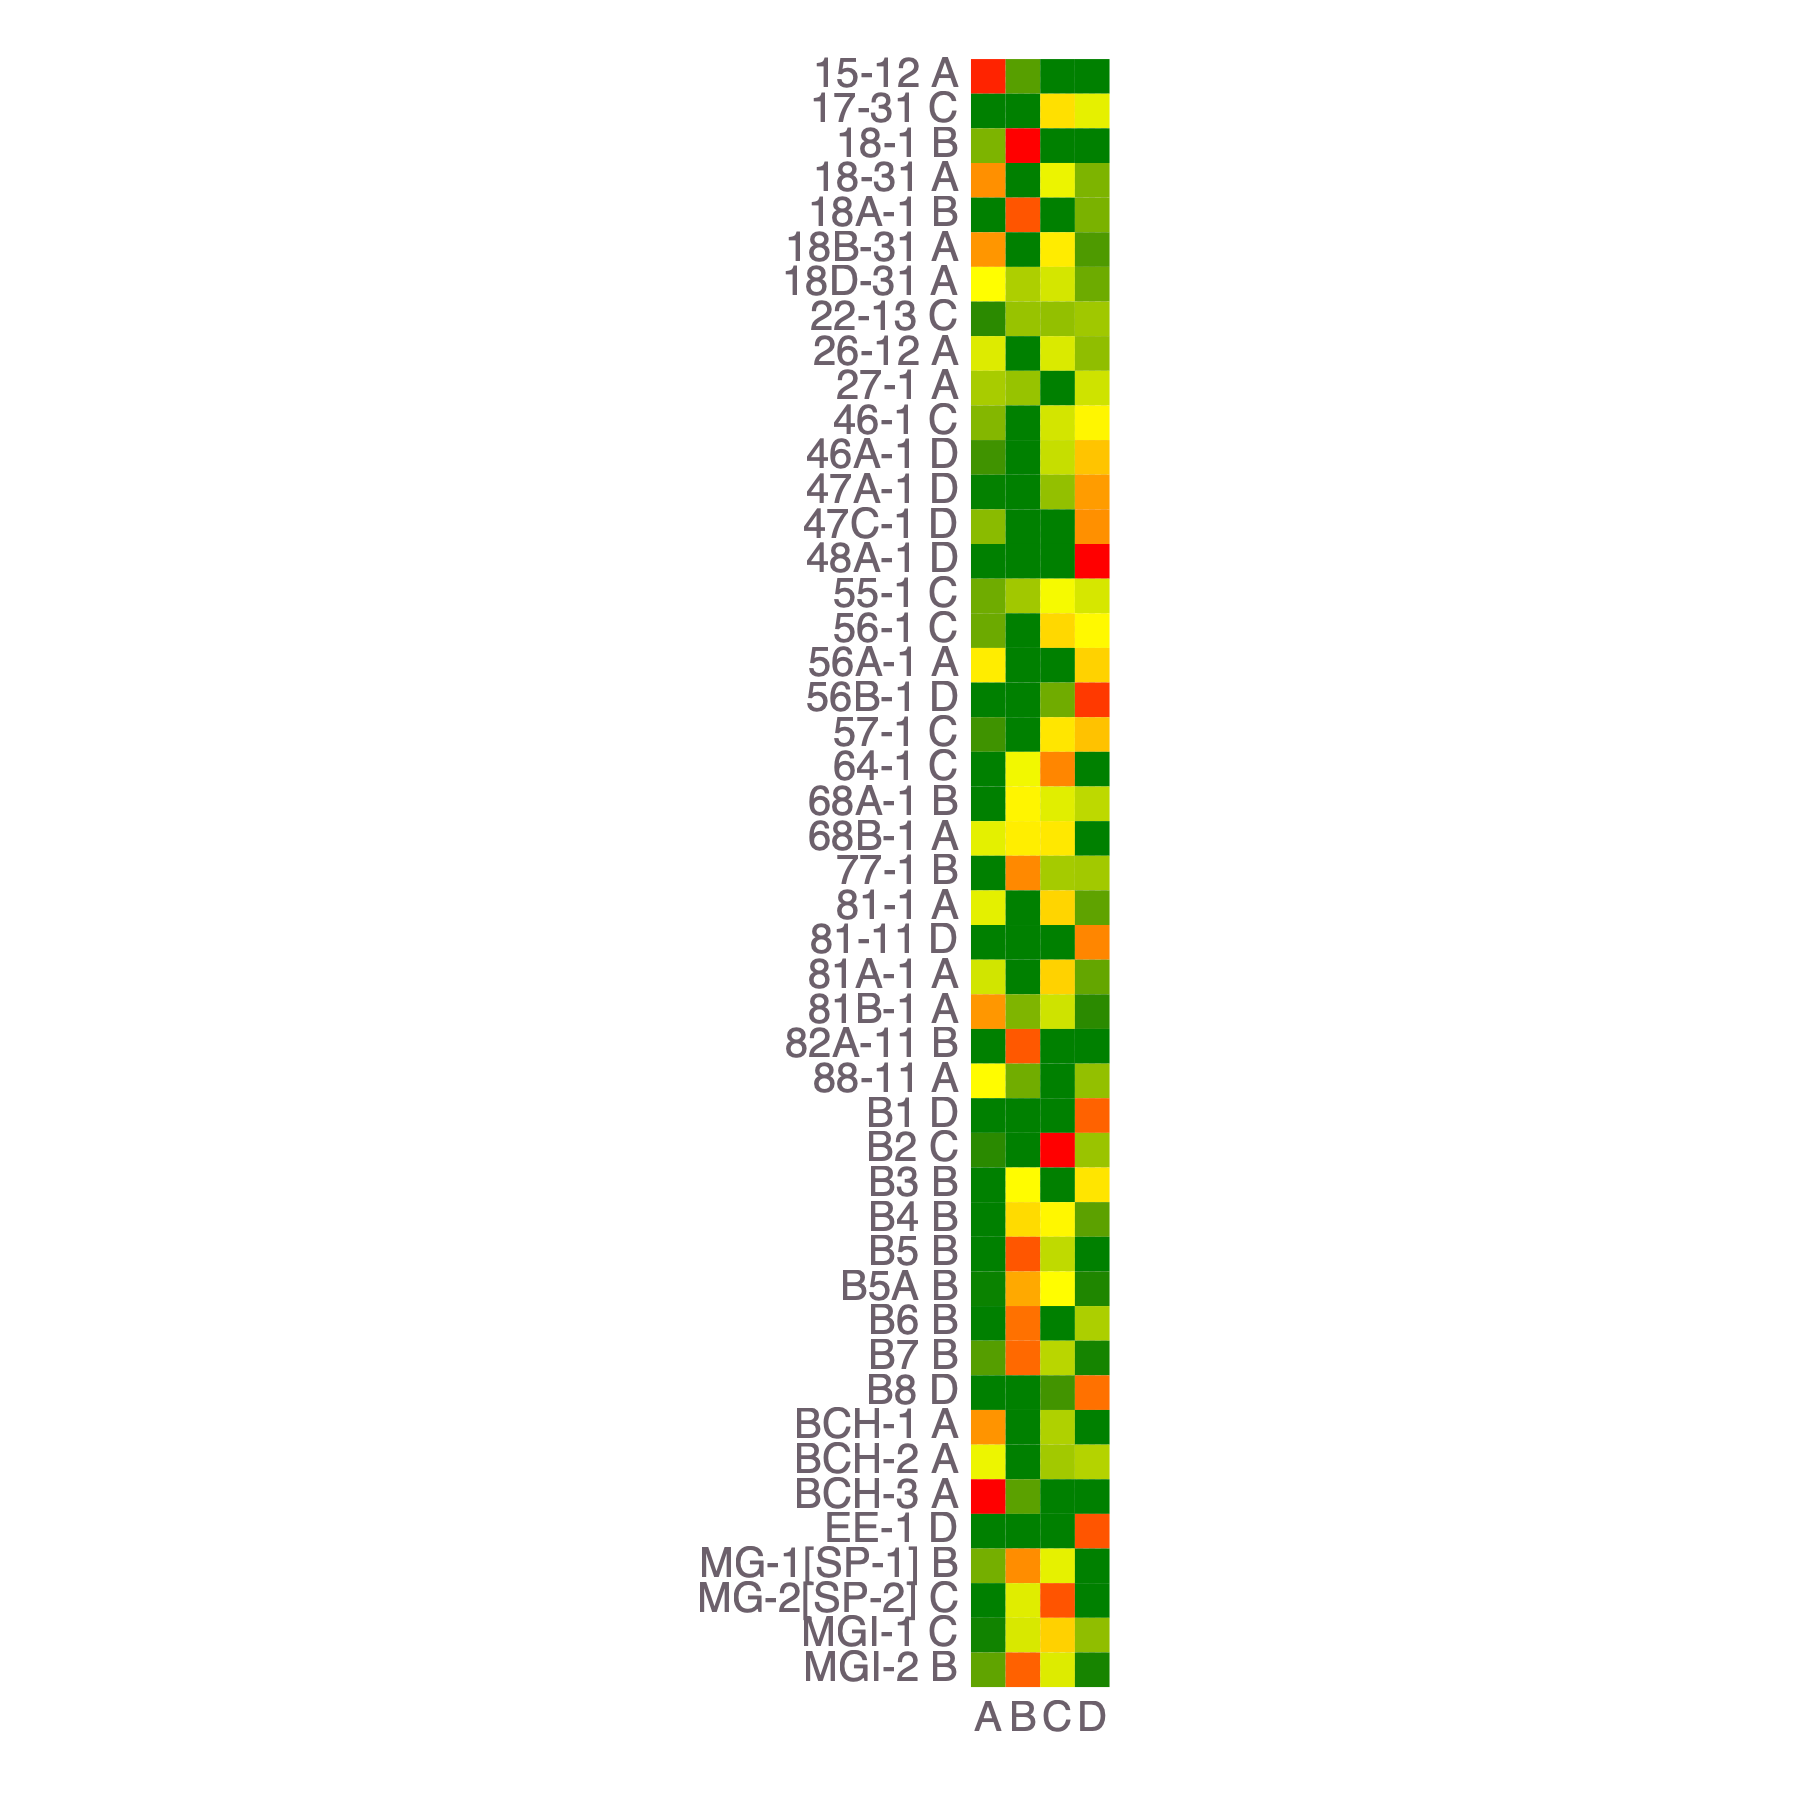 15-12 A
17-31 C
18-1 B
18-31 A
18A-1 B
18B-31 A
18D-31 A
22-13 C
26-12 A
27-1 A
46-1 C
46A-1 D
47A-1 D
47C-1 D
48A-1 D
55-1 C
56-1 C
56A-1 A
56B-1 D
57-1 C
64-1 C
68A-1 B
68B-1 A
77-1 B
81-1 A
81-11 D
81A-1 A
81B-1 A
82A-11 B
88-11 A
B1 D
B2 C
B3 B
B4 B
B5 B
B5A B
B6 B
B7 B
B8 D
BCH-1 A
BCH-2 A
BCH-3 A
EE-1 D
MG-1[SP-1] B
MG-2[SP-2] C
MGI-1 C
MGI-2 B
A B C D